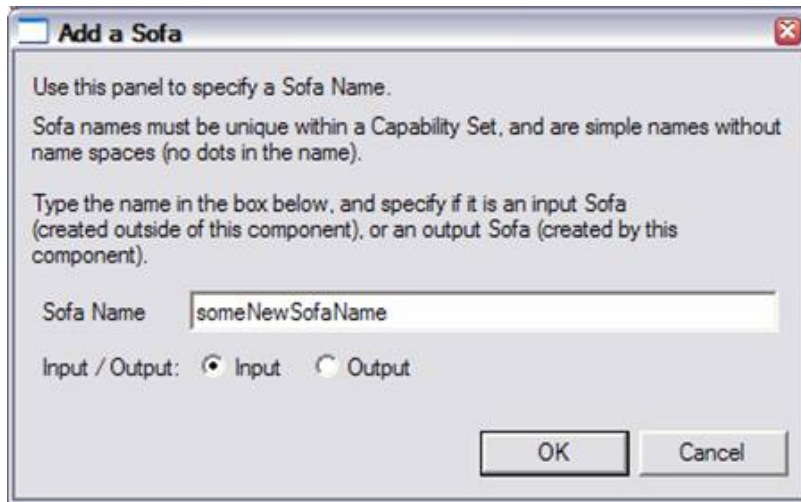 Add a Sofa
Use this panel to specify a Sofa Name.
Sofa names must be unique within a Capability Set, and are simple names without
name spaces (no dots in the name).
Type the name in the box below, and specify if it is an input Sofa
(created outside of this component), or an output Sofa (created by this
component).
Sofa Name someNewSofaName
Input / Output: Input Output
OK Cancel